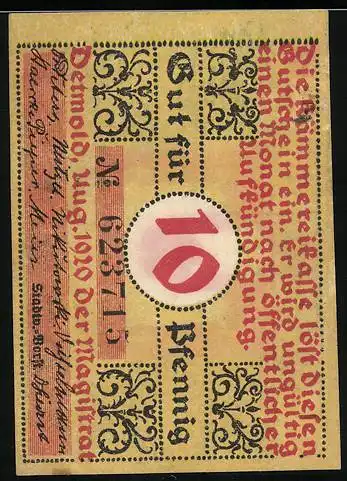 Die Kämmereikasse löst diesen
Gutschein ein. Er wird ungültig
einen Monat nach öffentlicher
Aufkündigung.
Gut für 10 Pfennig
No 623715
Detmold, Aug. 1920 Der Magistrat